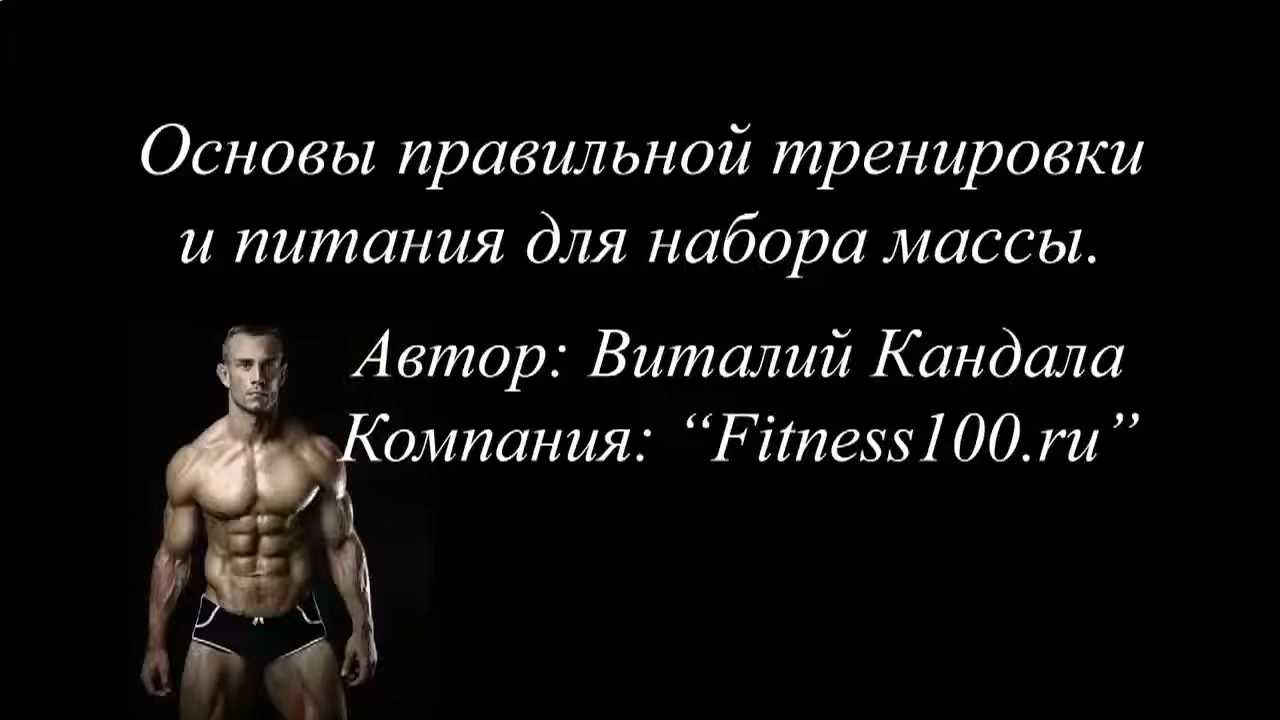 Основы правильной тренировки
и питания для набора массы.
Автор: Виталий Кандала
Компания: “Fitness100.ru”